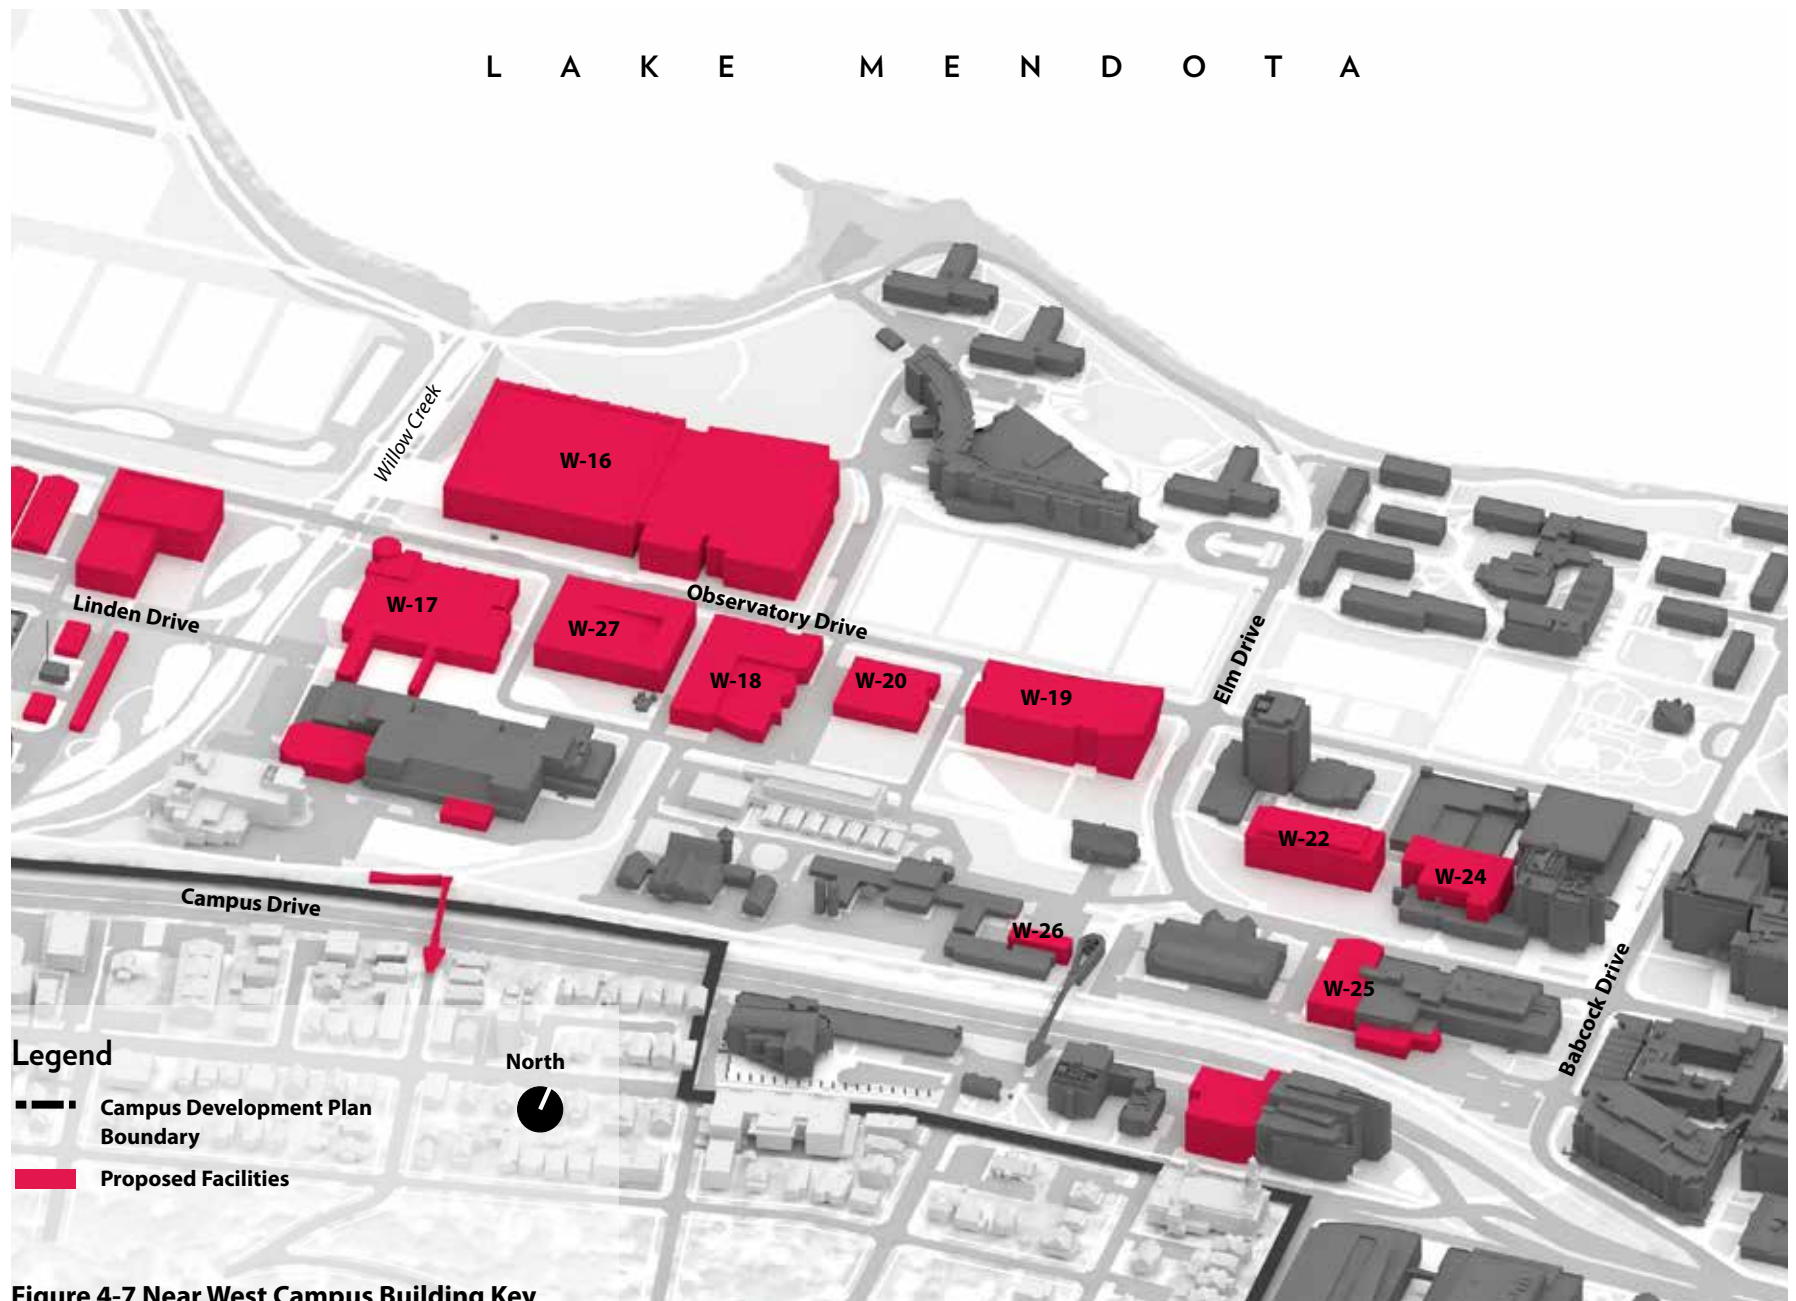 LAKE MENDOTA
Willow Creek
W-16
Linden Drive
W-17
W-27
Observatory Drive
W-18
W-20
W-19
Elm Drive
W-22
W-24
Campus Drive
W-26
W-25
Babcock Drive
Legend
North
Campus Development Plan
Boundary
Proposed Facilities
Figure 4-7 Near West Campus Building Key